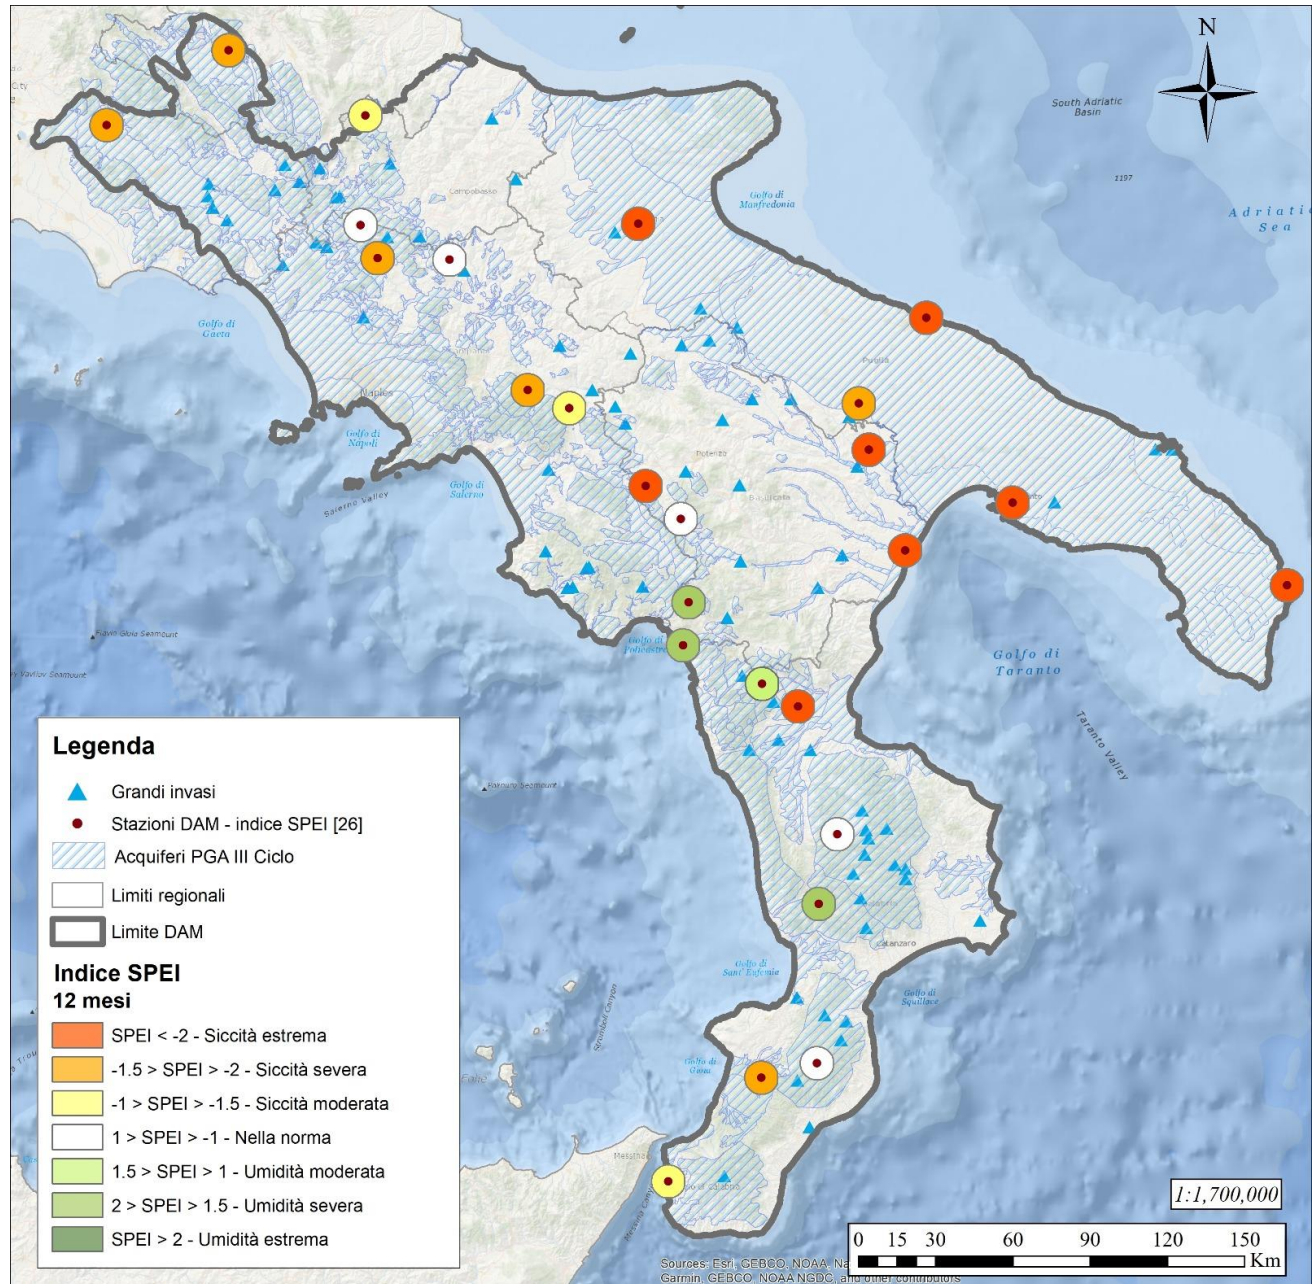 N
South Adriatic
Basin
1197
City
Adriatic
Sea
Campobasso
Golfo di
Manfredonia
Golfo di
Gaeta
Puglia
Naples
Golfo di
Napoli
Potenza
Golfo di
Salerno
Salerno Valley
Basilicata
Golfo di
Policastro
Golfo di
Taranto
Taranto Valley
Catanzaro
Golfo di
Sant'Eufemia
Golfo di
Squillace
Stromboli Canyon
Golfo di
Gioia
Legenda
Grandi invasi
Stazioni DAM - indice SPEI [26]
Acquiferi PGA III Ciclo
Limiti regionali
Limite DAM
Indice SPEI
12 mesi
SPEI < -2 - Siccità estrema
-1.5 > SPEI > -2 - Siccità severa
-1 > SPEI > -1.5 - Siccità moderata
1 > SPEI > -1 - Nella norma
1.5 > SPEI > 1 - Umidità moderata
2 > SPEI > 1.5 - Umidità severa
SPEI > 2 - Umidità estrema
1:1,700,000
0 15 30 60 90 120 150
Km
Sources: Esri, GEBCO, NOAA, Na
Garmin, GEBCO, NOAA NGDC, and other contributors